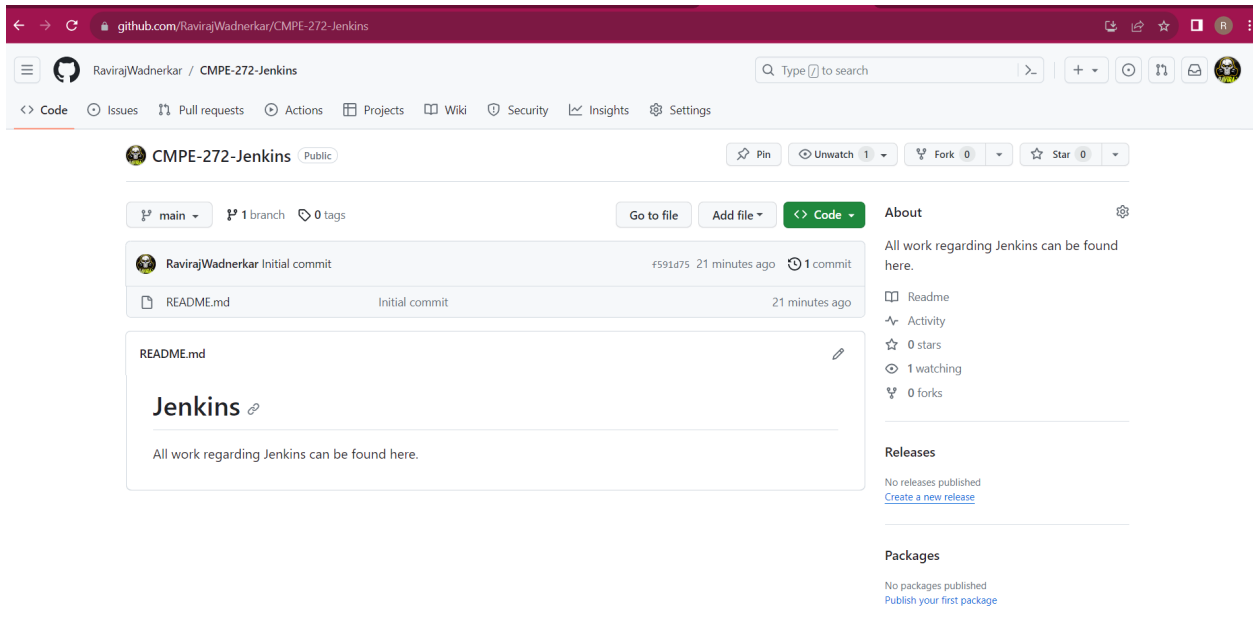 github.com/RavirajWadnerkar/CMPE-272-Jenkins
R
RavirajWadnerkar / CMPE-272-Jenkins
Type / to search
Code Issues Pull requests Actions Projects Wiki Security Insights Settings
CMPE-272-Jenkins Public
Pin Unwatch 1 Fork 0 Star 0
main 1 branch 0 tags Go to file Add file Code
RavirajWadnerkar Initial commit f591d75 21 minutes ago 1 commit
README.md Initial commit 21 minutes ago
README.md
Jenkins
All work regarding Jenkins can be found here.
About
All work regarding Jenkins can be found
here.
Readme
Activity
0 stars
1 watching
0 forks
Releases
No releases published
Create a new release
Packages
No packages published
Publish your first package